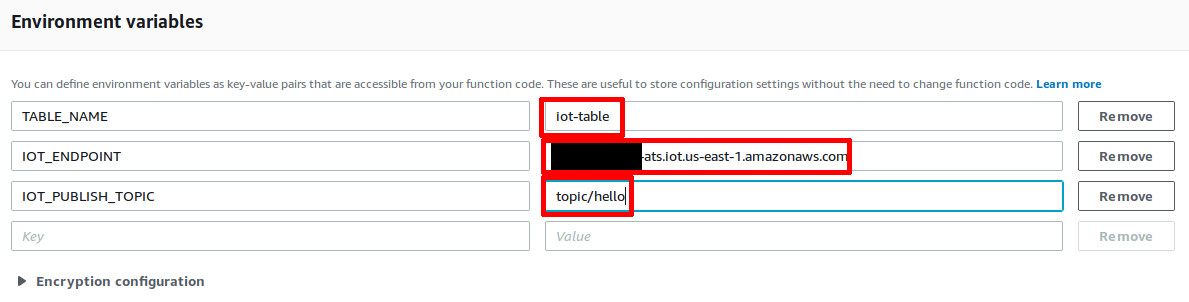 Environment variables
You can define environment variables as key-value pairs that are accessible from your function code. These are useful to store configuration settings without the need to change function code. Learn more
TABLE_NAME iot-table Remove
IOT_ENDPOINT -ats.iot.us-east-1.amazonaws.com Remove
IOT_PUBLISH_TOPIC topic/hello Remove
Key Value Remove
Encryption configuration